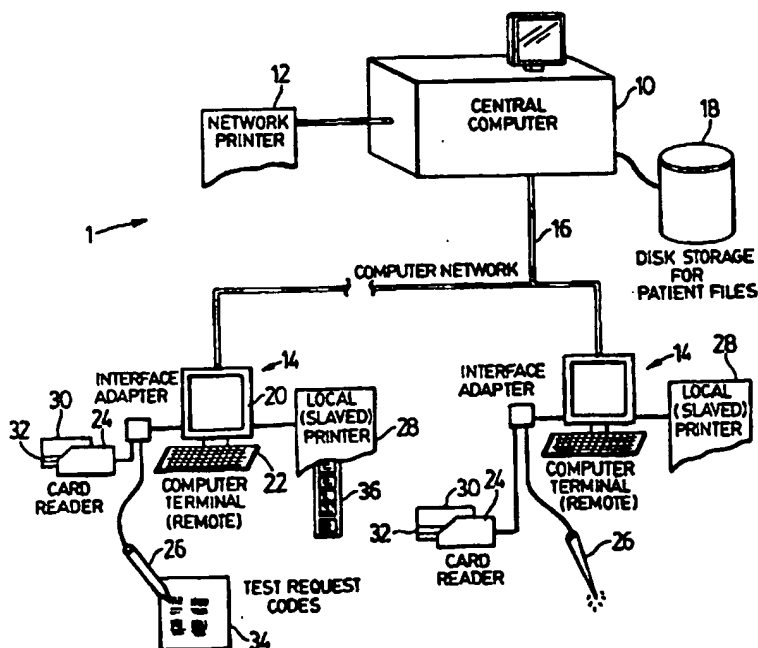 12
NETWORK
PRINTER
CENTRAL
COMPUTER
10
18
1
16
DISK STORAGE
FOR
PATIENT FILES
COMPUTER NETWORK
INTERFACE
ADAPTER
14
20
30
24
32
CARD
READER
22
COMPUTER
TERMINAL
(REMOTE)
LOCAL
(SLAVED)
PRINTER
28
36
26
TEST REQUEST
CODES
34
INTERFACE
ADAPTER
14
28
LOCAL
(SLAVED)
PRINTER
COMPUTER
TERMINAL
(REMOTE)
30
24
32
CARD
READER
26